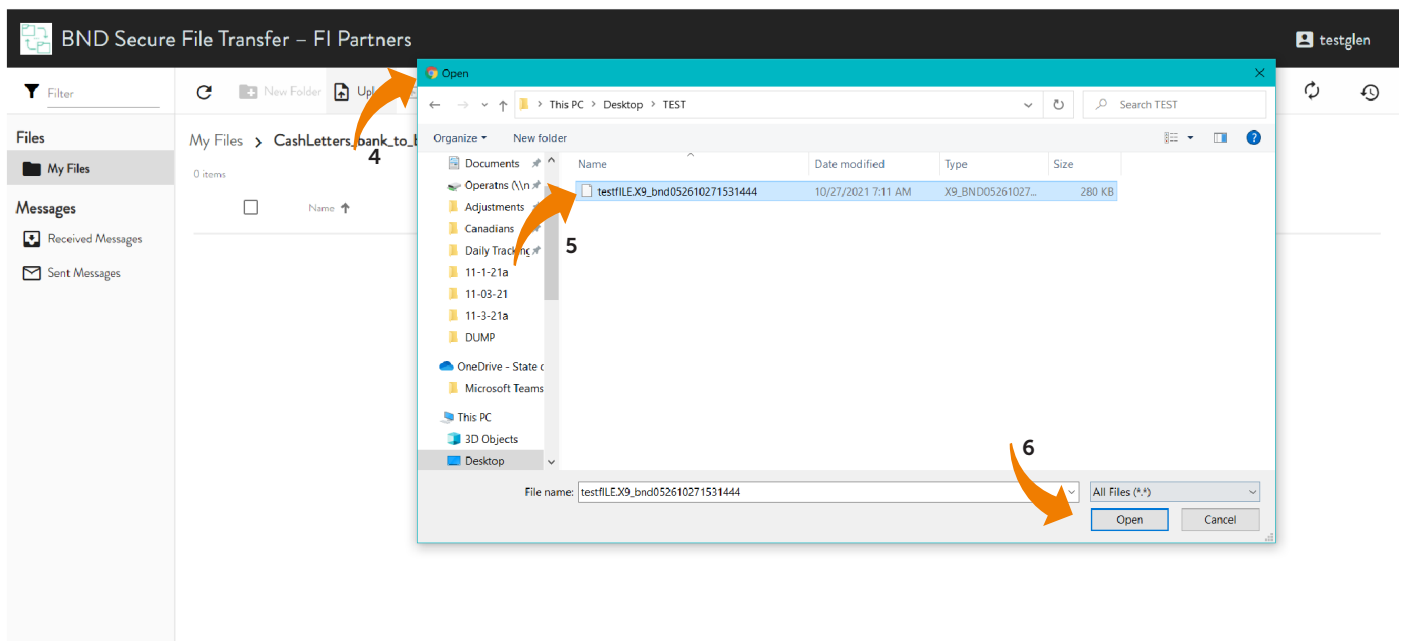 BND Secure File Transfer – FI Partners
testglen
Open
Filter
New Folder
This PC > Desktop > TEST
Search TEST
Files
My Files > CashLetters_bank_to_
Organize
New folder
4
My Files
0 items
Documents
Name
Date modified
Type
Size
Operatns (\\n
testfILE.X9_bnd052610271531444
10/27/2021 7:11 AM
X9_BND05261027...
280 KB
Messages
Name
Adjustments
Canadians
Received Messages
5
Daily Tracking
Sent Messages
11-1-21a
11-03-21
11-3-21a
DUMP
OneDrive - State
Microsoft Teams
This PC
3D Objects
Desktop
6
File name:
testfILE.X9_bnd052610271531444
All Files (*.*)
Open
Cancel